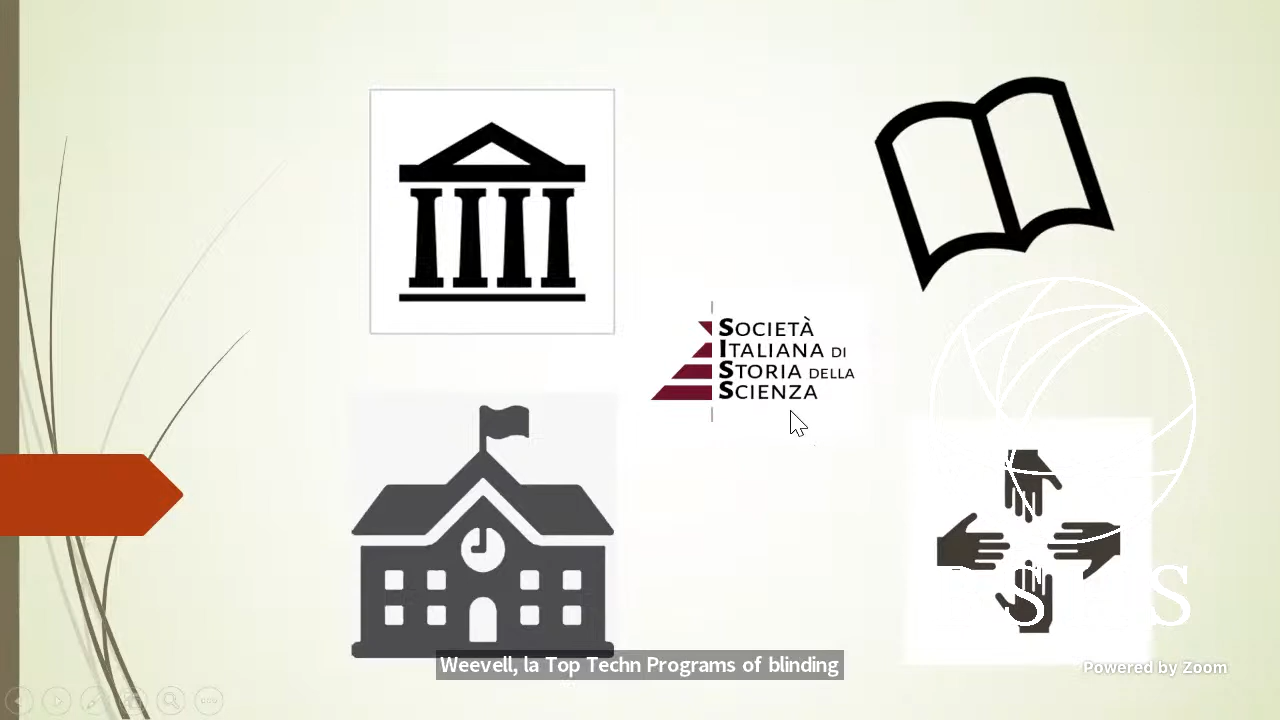 SOCIETÀ
ITALIANA DI
STORIA DELLA
SCIENZA
Weevell, la Top Techn Programs of blinding
Powered by Zoom